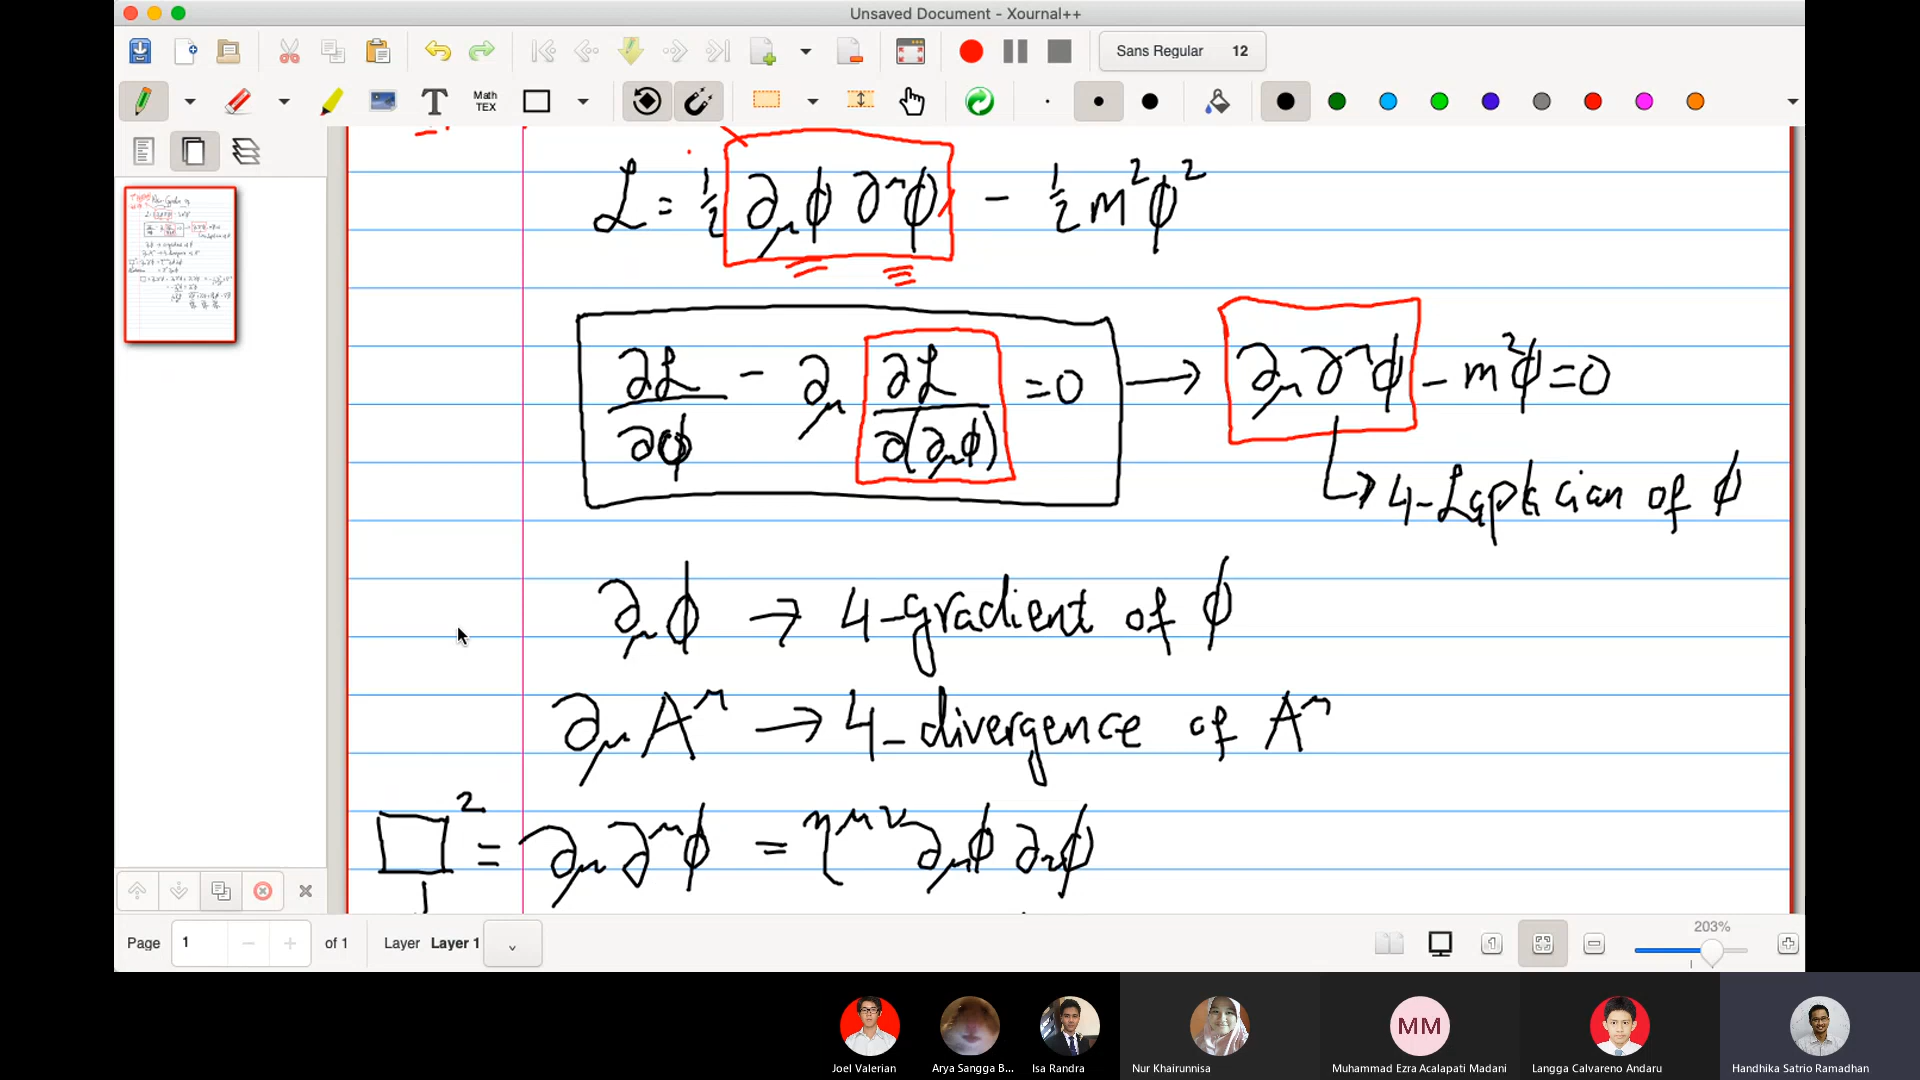 Unsaved Document - Xournal++
Sans Regular 12
Math
TEX
ℒ = ½ ∂μϕ ∂^μϕ - ½ m²ϕ²
∂ℒ/∂ϕ - ∂μ ∂ℒ/∂(∂μϕ) = 0 → ∂μ∂^μϕ - m²ϕ = 0
↳ 4-Laplacian of ϕ
∂μϕ → 4-gradient of ϕ
∂μA^μ → 4-divergence of A^μ
□² = ∂μ∂^μϕ = η^μν ∂μϕ ∂νϕ
Page 1 of 1 Layer Layer 1
203%
MM
Joel Valerian
Arya Sangga B...
Isa Randra
Nur Khairunnisa
Muhammad Ezra Acalapati Madani
Langga Calvareno Andaru
Handhika Satrio Ramadhan